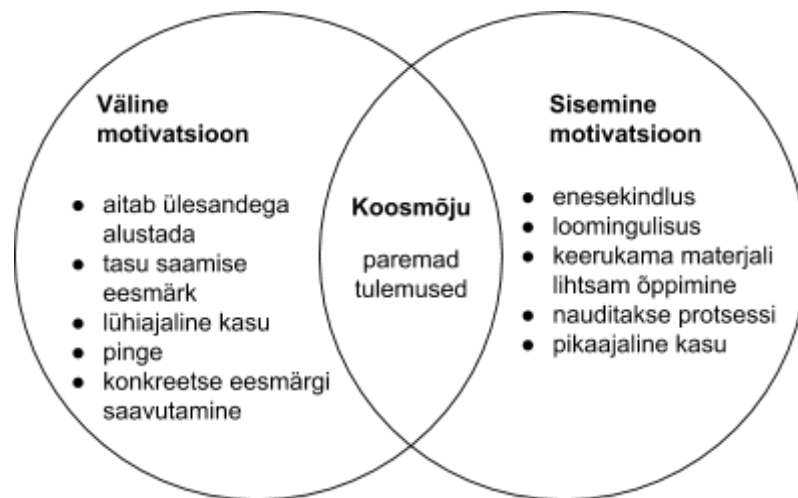 Väline
motivatsioon
● aitab ülesandega
alustada
● tasu saamise
eesmärk
● lühiajaline kasu
● pinge
● konkreetse eesmärgi
saavutamine
Koosmõju
paremad
tulemused
Sisemine
motivatsioon
● enesekindlus
● loomingulisus
● keerukama materjali
lihtsam õppimine
● nauditakse protsessi
● pikaajaline kasu